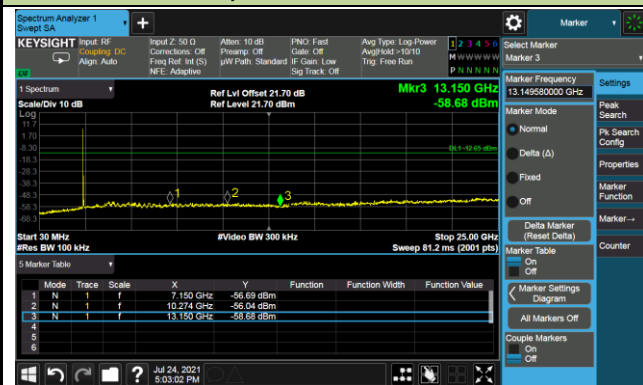 Spectrum Analyzer 1
Swept SA
+
Marker
KEYSIGHT
Input: RF
Coupling: DC
Align: Auto
Input Z: 50 Ω
Corrections: Off
Freq Ref: Int (S)
NFE: Adaptive
Atten: 10 dB
Preamp: Off
µW Path: Standard
PNO: Fast
Gate: Off
IF Gain: Low
Sig Track: Off
Avg Type: Log-Power
Avg|Hold >10/10
Trig: Free Run
1 2 3 4 5 6
M W W W W W
P N N N N N
Select Marker
Marker 3
Marker Frequency
13.149580000 GHz
Settings
Peak Search
Pk Search Config
Properties
Marker Function
Marker→
Counter
Marker Mode
Normal
Delta (Δ)
Fixed
Off
Delta Marker
(Reset Delta)
Marker Table
On
Off
Marker Settings
Diagram
All Markers Off
Couple Markers
On
Off
1 Spectrum
Scale/Div 10 dB
Ref Lvl Offset 21.70 dB
Ref Level 21.70 dBm
Mkr3 13.150 GHz
-58.68 dBm
Log
11.7
1.70
-8.30
-18.3
-28.3
-38.3
-48.3
-58.3
-68.3
DL1 -12.65 dBm
1
2
3
Start 30 MHz
#Video BW 300 kHz
Stop 25.00 GHz
#Res BW 100 kHz
Sweep 81.2 ms (2001 pts)
5 Marker Table
Mode Trace Scale X Y Function Function Width Function Value
1 N 1 f 7.150 GHz -56.69 dBm
2 N 1 f 10.274 GHz -56.04 dBm
3 N 1 f 13.150 GHz -58.68 dBm
4
5
6
?
Jul 24, 2021
5:03:02 PM